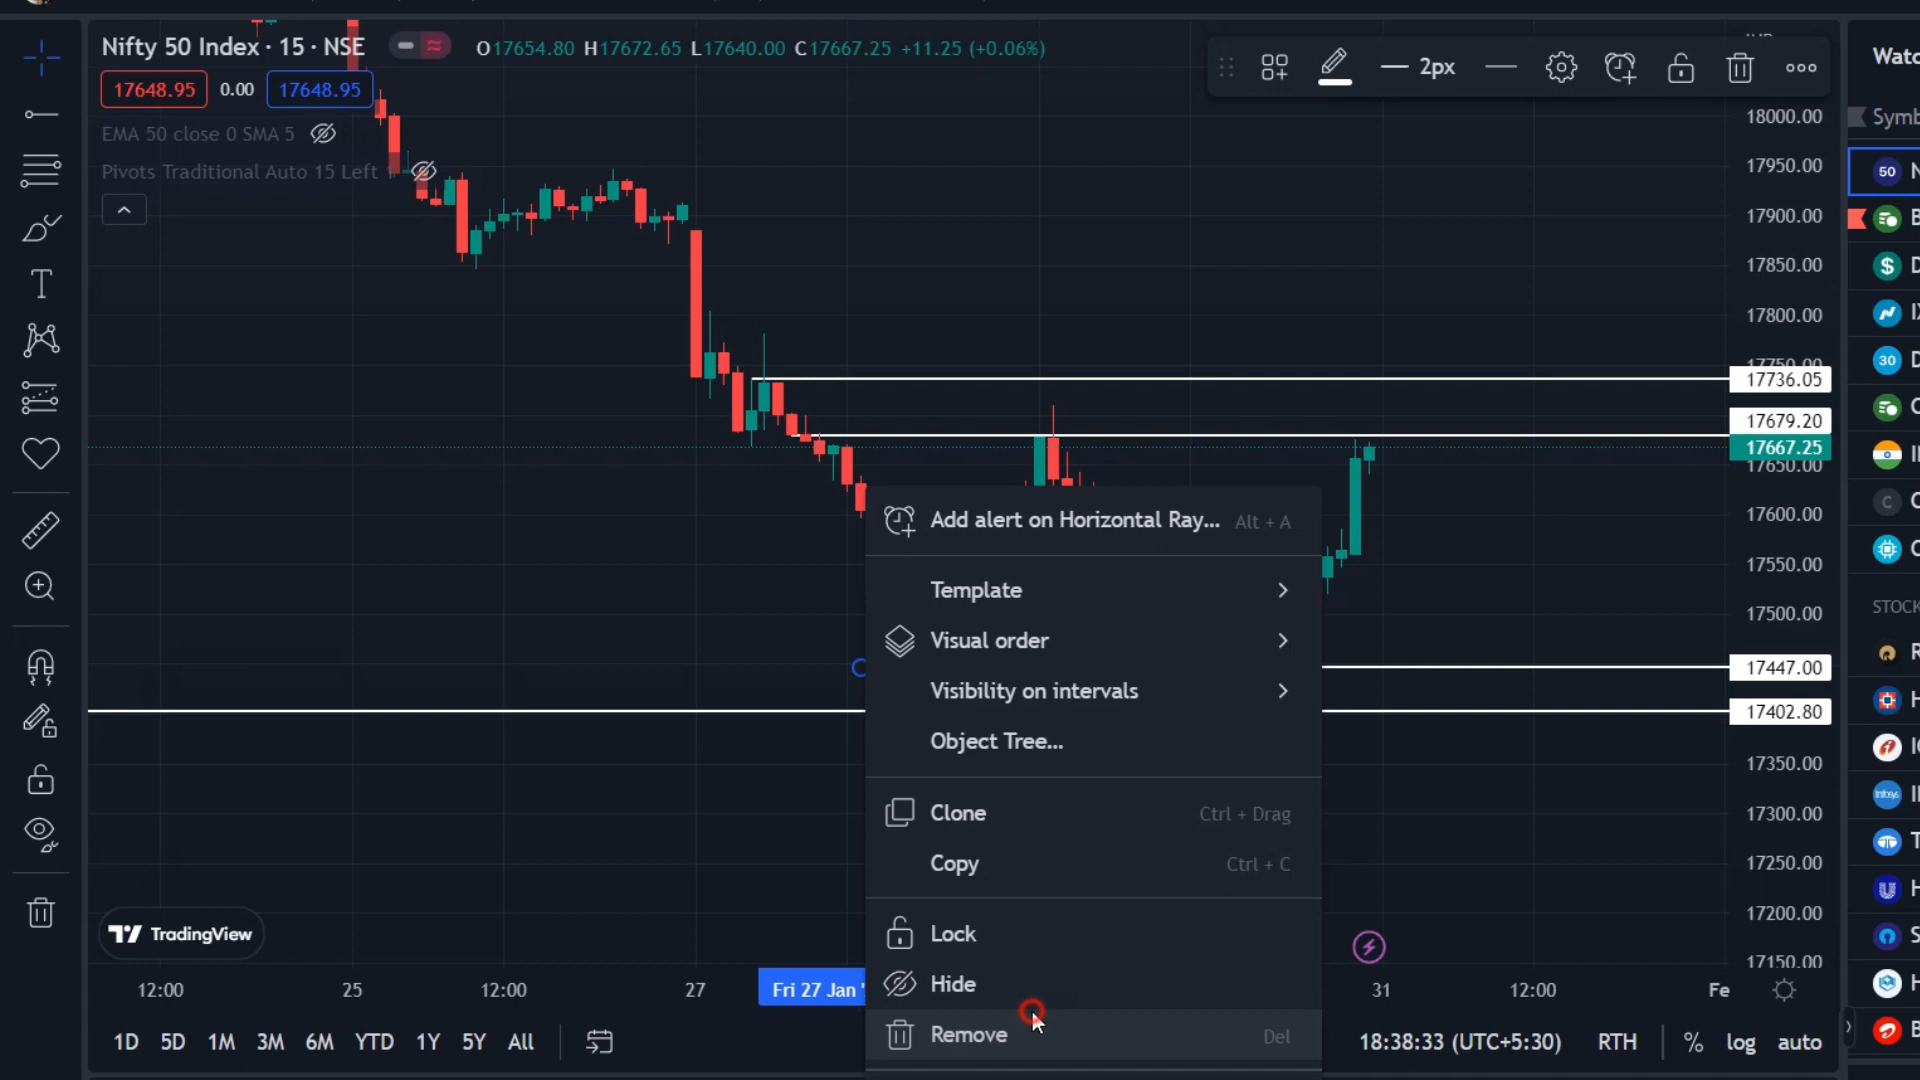 Nifty 50 Index · 15 · NSE
O17654.80 H17672.65 L17640.00 C17667.25 +11.25 (+0.06%)
17648.95 0.00 17648.95
EMA 50 close 0 SMA 5
Pivots Traditional Auto 15 Left
2px
Watc
Symb
18000.00
17950.00
17900.00
17850.00
17800.00
17750.00
17736.05
17679.20
17667.25
17650.00
17600.00
17550.00
17500.00
17447.00
17402.80
17350.00
17300.00
17250.00
17200.00
17150.00
50 N
B
D
30 D
STOCK
Add alert on Horizontal Ray... Alt + A
Template
Visual order
Visibility on intervals
Object Tree...
Clone Ctrl + Drag
Copy Ctrl + C
Lock
Hide
Remove Del
TradingView
12:00 25 12:00 27 Fri 27 Jan ' 31 12:00 Fe
1D 5D 1M 3M 6M YTD 1Y 5Y All
18:38:33 (UTC+5:30) RTH % log auto